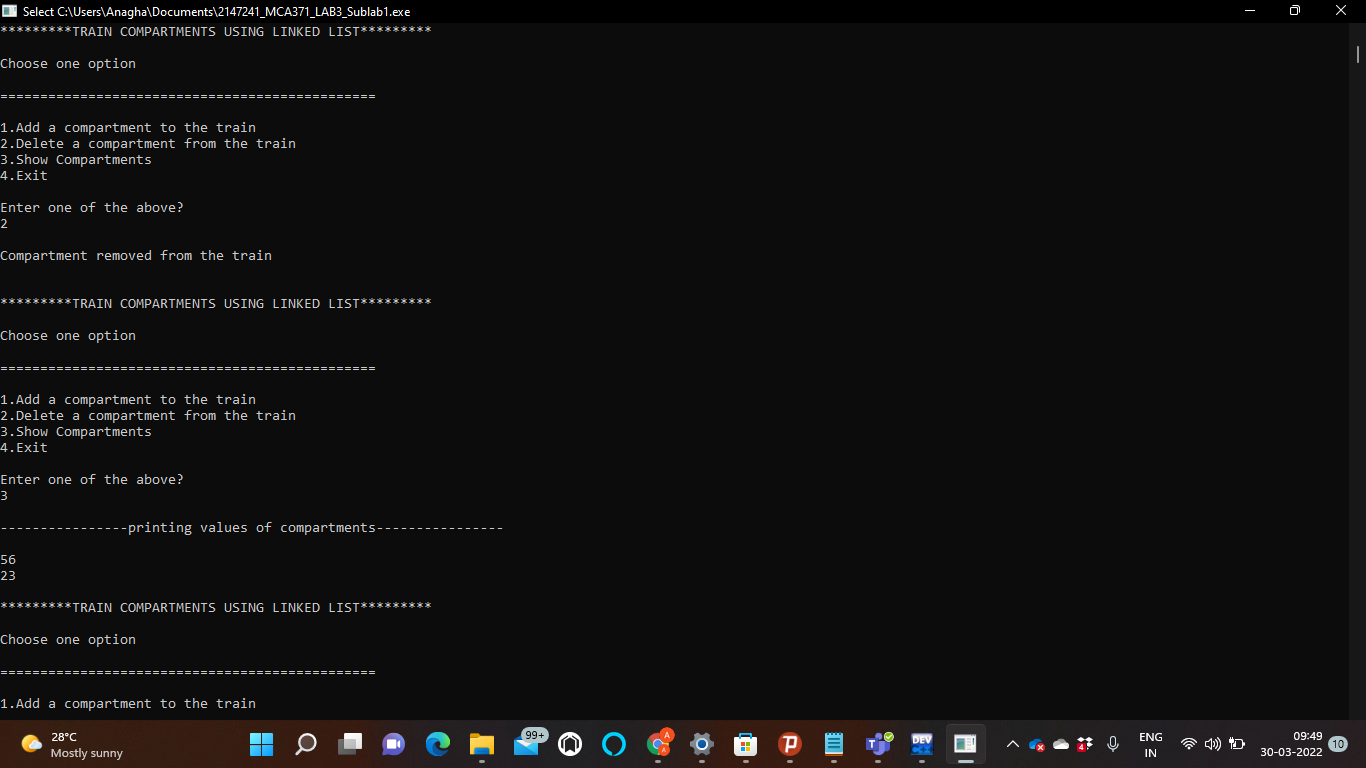 Select C:\Users\Anagha\Documents\2147241_MCA371_LAB3_Sublab1.exe
*********TRAIN COMPARTMENTS USING LINKED LIST*********
Choose one option
===============================================
1.Add a compartment to the train
2.Delete a compartment from the train
3.Show Compartments
4.Exit
Enter one of the above?
2
Compartment removed from the train
*********TRAIN COMPARTMENTS USING LINKED LIST*********
Choose one option
===============================================
1.Add a compartment to the train
2.Delete a compartment from the train
3.Show Compartments
4.Exit
Enter one of the above?
3
----------------printing values of compartments----------------
56
23
*********TRAIN COMPARTMENTS USING LINKED LIST*********
Choose one option
===============================================
1.Add a compartment to the train
28°C
Mostly sunny
99+
A
A
DEV
4
ENG
IN
09:49
30-03-2022
10